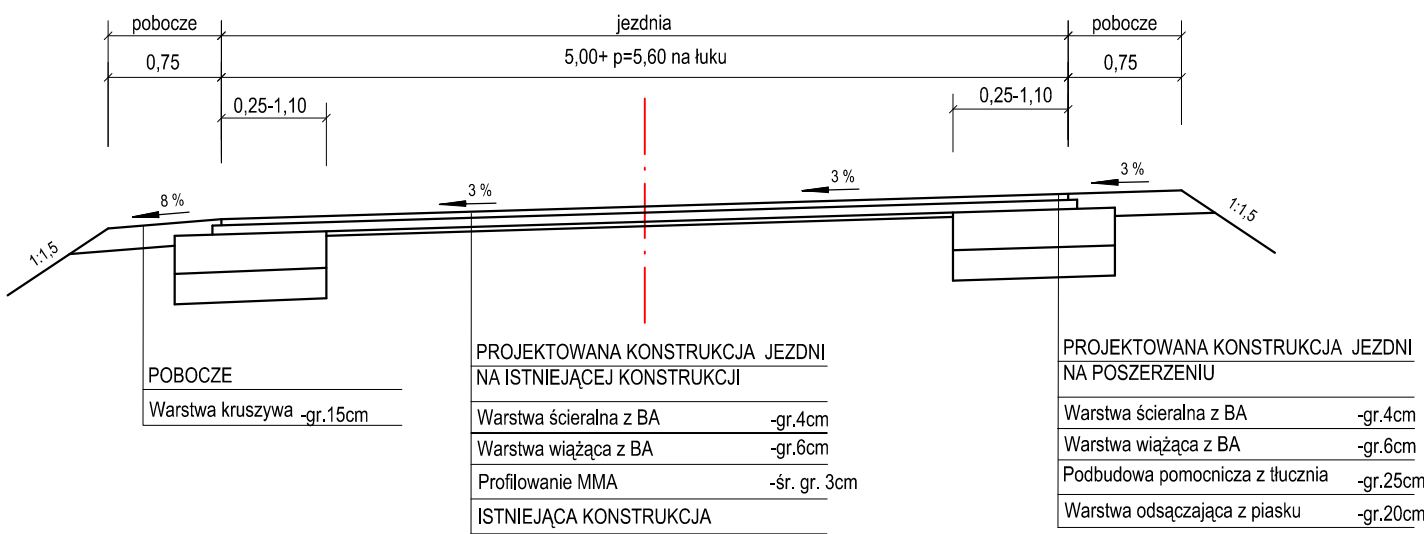 pobocze
jezdnia
pobocze
0,75
5,00+ p=5,60 na łuku
0,75
0,25-1,10
0,25-1,10
8 %
3 %
3 %
3 %
1:1,5
1:1,5
POBOCZE
Warstwa kruszywa -gr.15cm
PROJEKTOWANA KONSTRUKCJA JEZDNI
NA ISTNIEJĄCEJ KONSTRUKCJI
Warstwa ścieralna z BA -gr.4cm
Warstwa wiążąca z BA -gr.6cm
Profilowanie MMA -śr. gr. 3cm
ISTNIEJĄCA KONSTRUKCJA
PROJEKTOWANA KONSTRUKCJA JEZDNI
NA POSZERZENIU
Warstwa ścieralna z BA -gr.4cm
Warstwa wiążąca z BA -gr.6cm
Podbudowa pomocnicza z tłucznia -gr.25cm
Warstwa odsączająca z piasku -gr.20cm